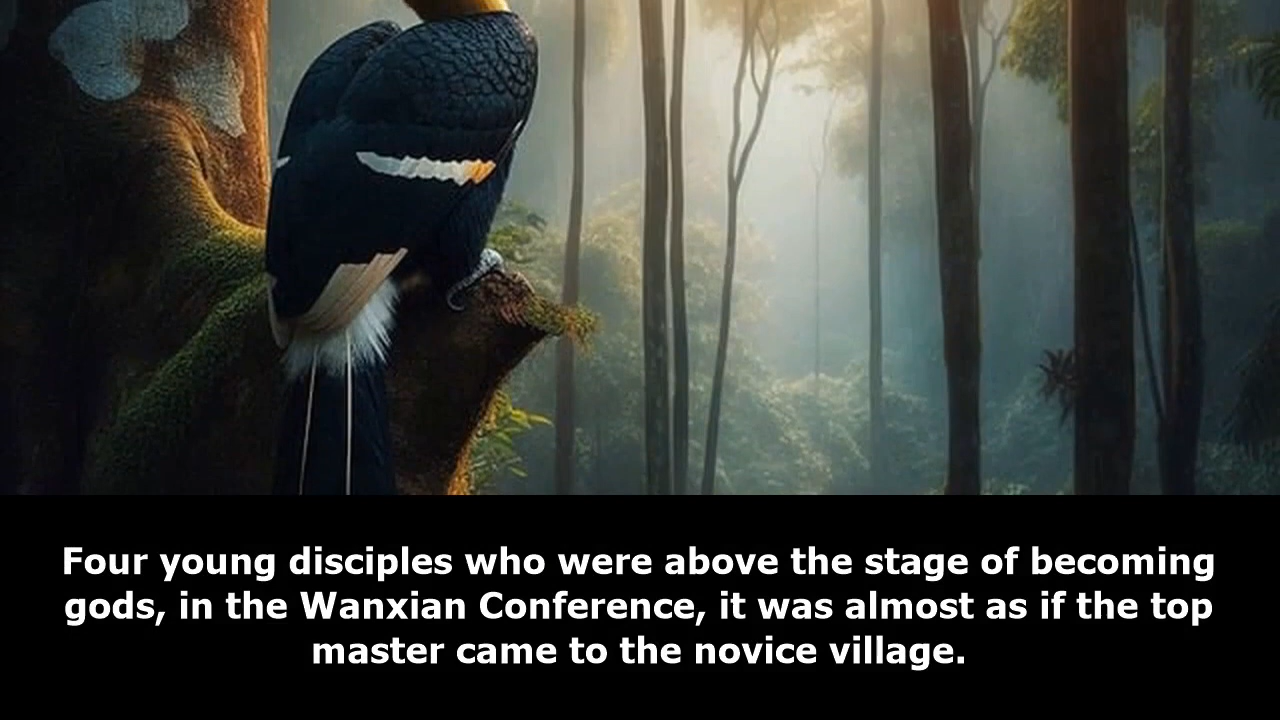 Four young disciples who were above the stage of becoming
gods, in the Wanxian Conference, it was almost as if the top
master came to the novice village.